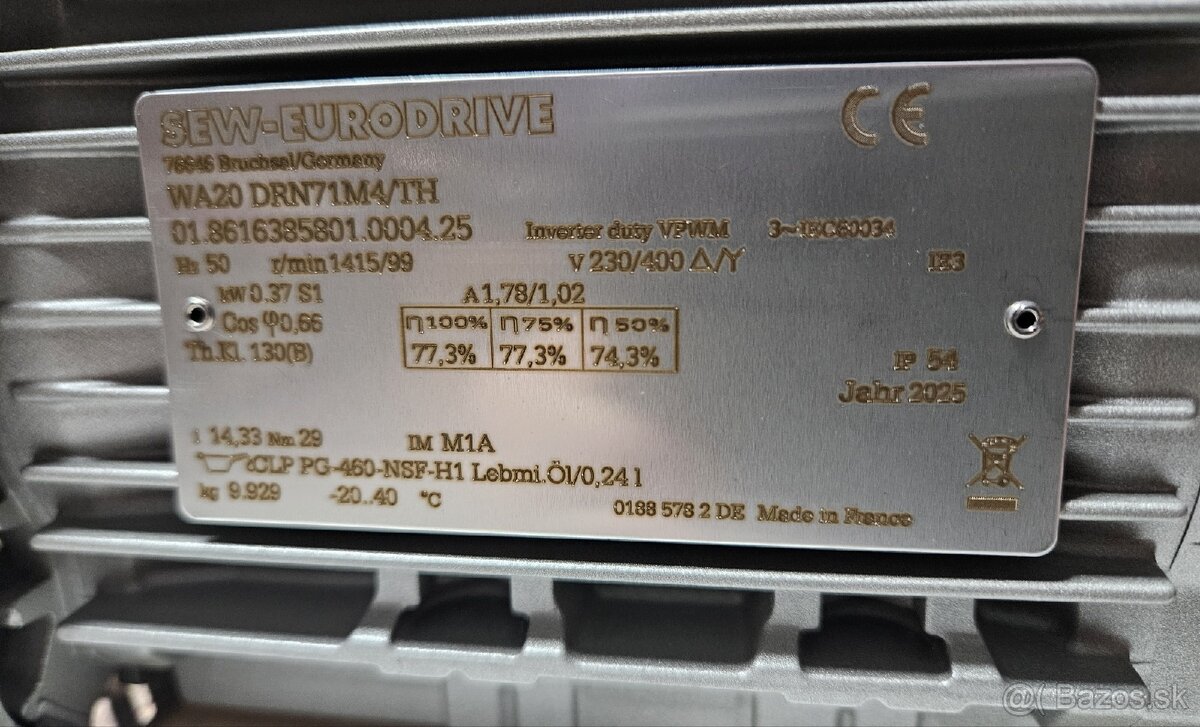 SEW-EURODRIVE CE
76646 Bruchsal/Germany
WA20 DRN71M4/TH
01.8616385801.0004.25 Inverter duty VPWM 3~IEC60034
Hz 50 r/min 1415/99 V 230/400 Δ/Y IE3
kW 0.37 S1 A 1,78/1,02
Cos φ 0,66 η 100% η 75% η 50%
Th.Kl. 130(B) 77,3% 77,3% 74,3% IP 54
Jahr 2025
i 14,33 Nm 29 IM M1A
CLP PG-460-NSF-H1 Lebmi.Öl/0,24 l
kg 9.929 -20..40 °C 0188 578 2 DE Made in France
Bazos.sk